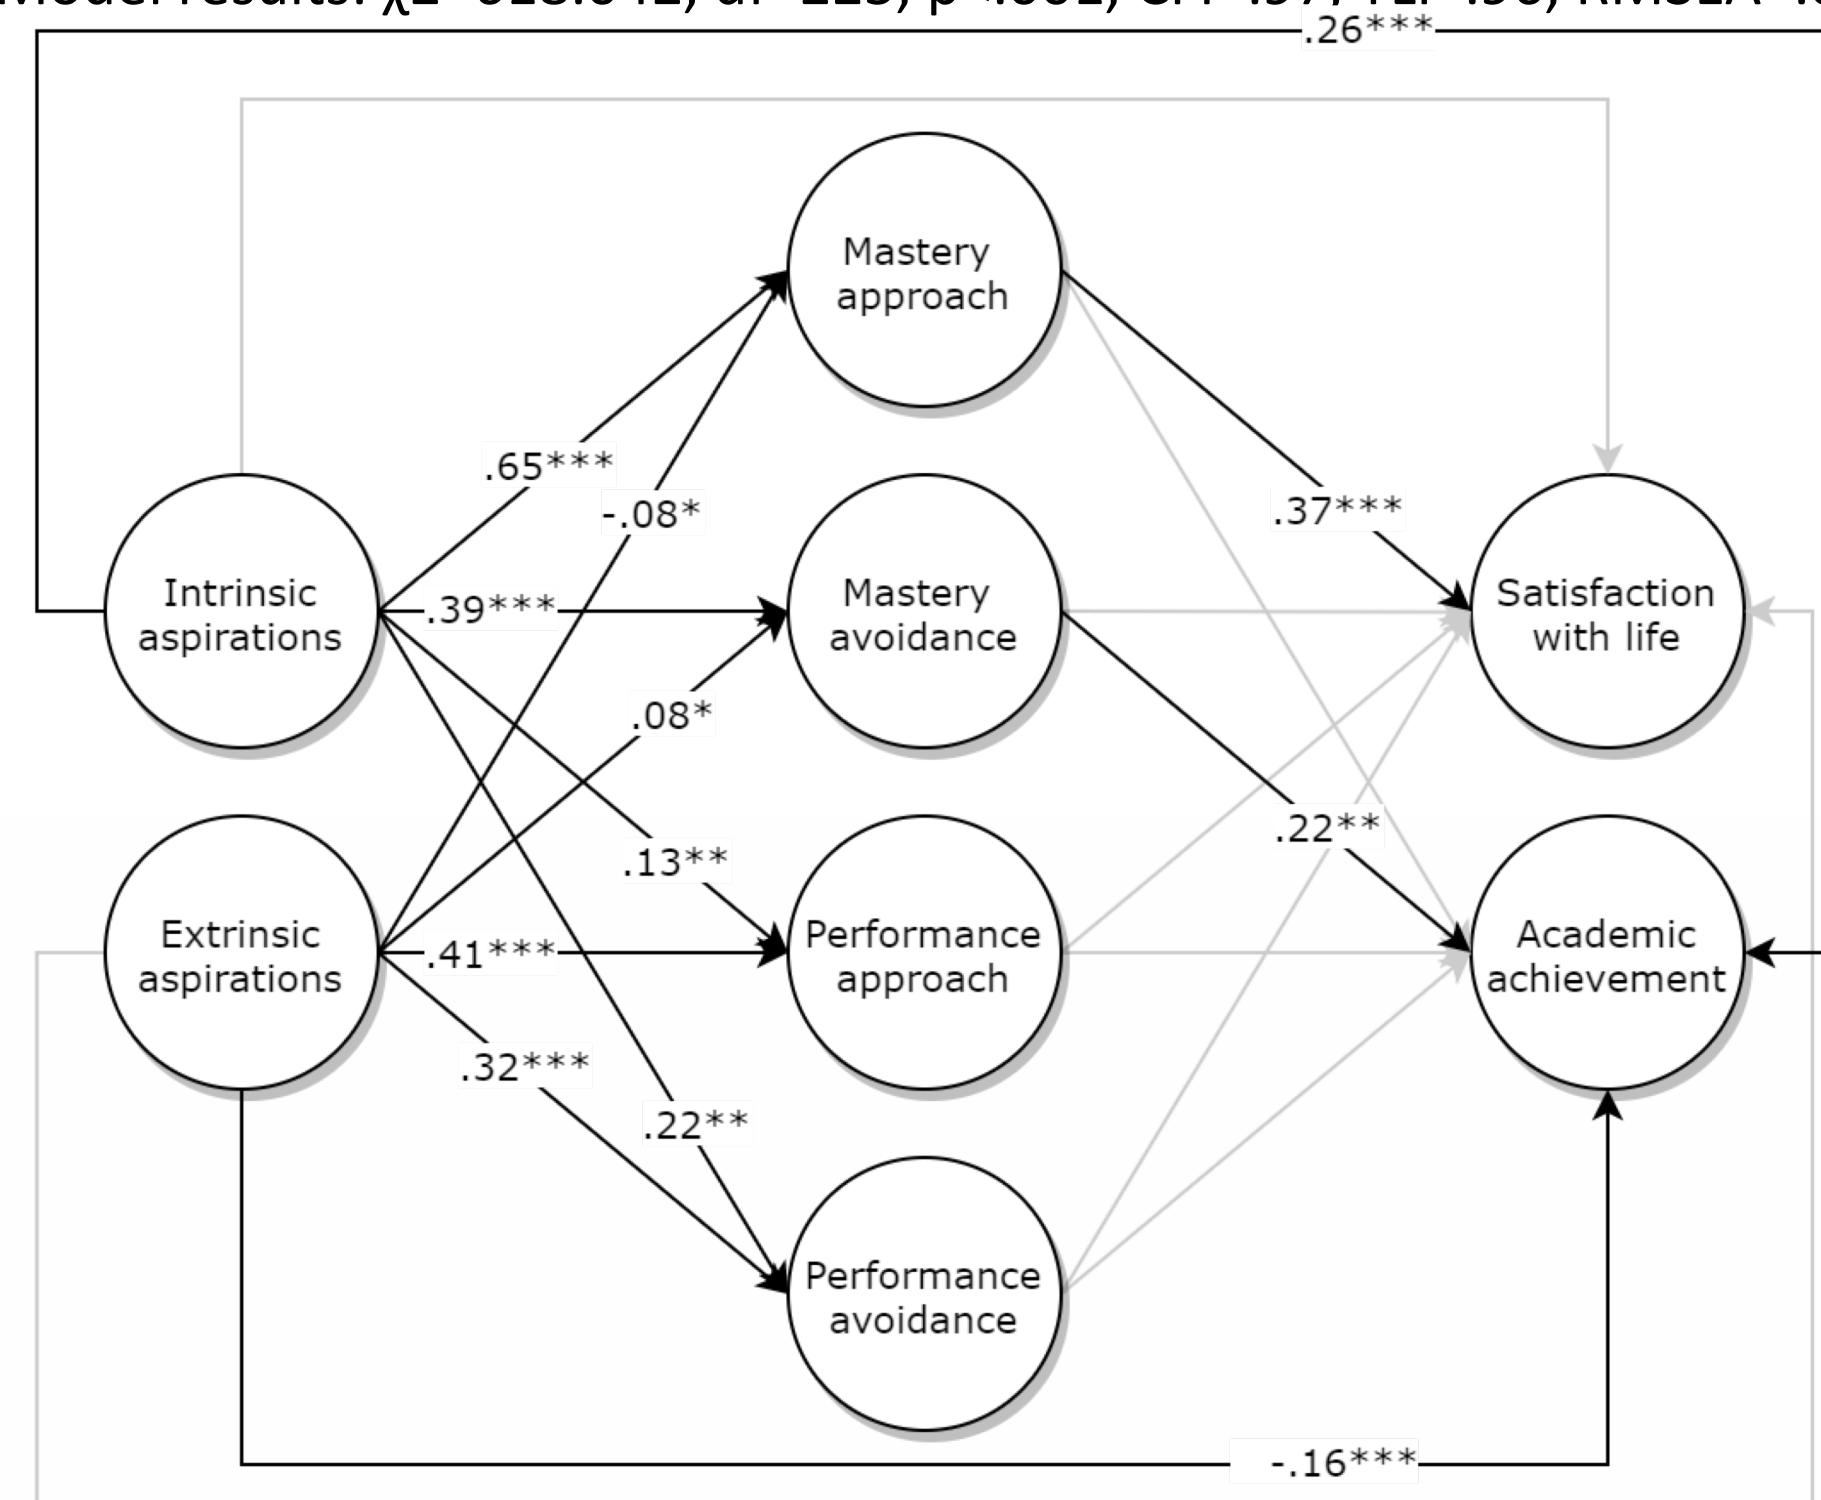 .26***
Mastery
approach
.65***
-.08*
.37***
Intrinsic
aspirations
.39***
Mastery
avoidance
Satisfaction
with life
.08*
.22**
.13**
Extrinsic
aspirations
.41***
Performance
approach
Academic
achievement
.32***
.22**
Performance
avoidance
-.16***